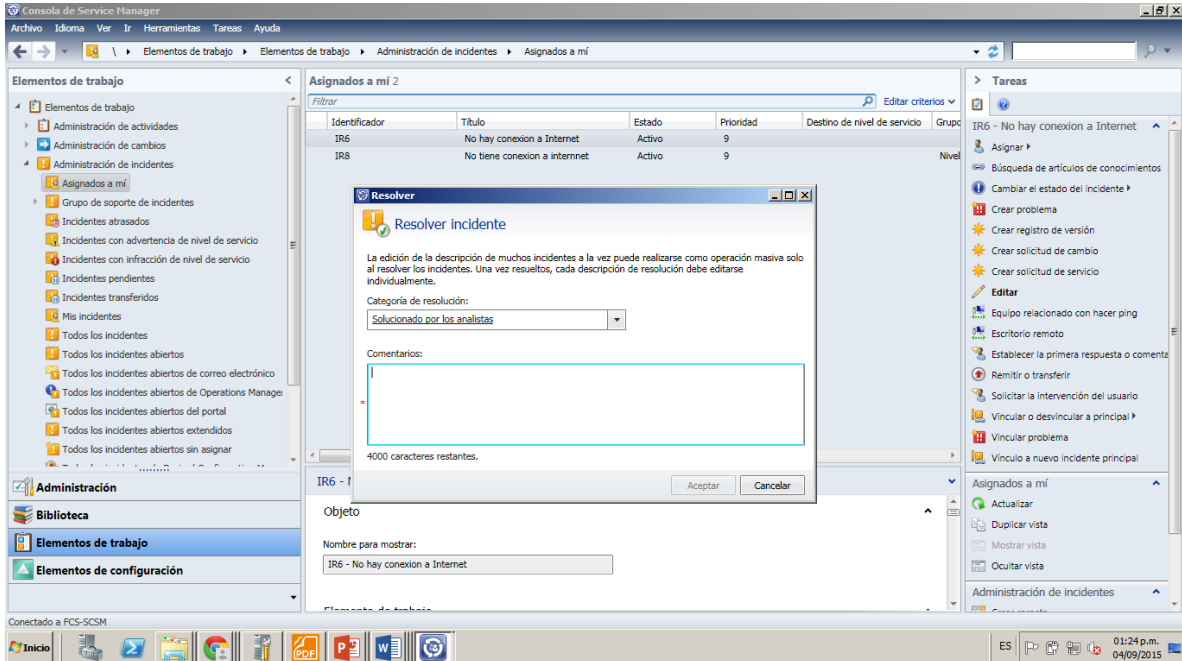 Consola de Service Manager
Archivo Idioma Ver Ir Herramientas Tareas Ayuda
\ Elementos de trabajo Elementos de trabajo Administración de incidentes Asignados a mí
Elementos de trabajo
Elementos de trabajo
Administración de actividades
Administración de cambios
Administración de incidentes
Asignados a mí
Grupo de soporte de incidentes
Incidentes atrasados
Incidentes con advertencia de nivel de servicio
Incidentes con infracción de nivel de servicio
Incidentes pendientes
Incidentes transferidos
Mis incidentes
Todos los incidentes
Todos los incidentes abiertos
Todos los incidentes abiertos de correo electrónico
Todos los incidentes abiertos de Operations Manage
Todos los incidentes abiertos del portal
Todos los incidentes abiertos extendidos
Todos los incidentes abiertos sin asignar
Administración
Biblioteca
Elementos de trabajo
Elementos de configuración
Asignados a mí 2
Filtrar
Editar criterios
Identificador Título Estado Prioridad Destino de nivel de servicio Grupo
IR6 No hay conexion a Internet Activo 9
IR8 No tiene conexion a internnet Activo 9 Nivel
Resolver
Resolver incidente
La edición de la descripción de muchos incidentes a la vez puede realizarse como operación masiva solo
al resolver los incidentes. Una vez resueltos, cada descripción de resolución debe editarse
individualmente.
Categoría de resolución:
Solucionado por los analistas
Comentarios:
*
4000 caracteres restantes.
Aceptar Cancelar
IR6 -
Objeto
Nombre para mostrar:
IR6 - No hay conexion a Internet
Elemento de trabajo
Tareas
IR6 - No hay conexion a Internet
Asignar
Búsqueda de artículos de conocimientos
Cambiar el estado del incidente
Crear problema
Crear registro de versión
Crear solicitud de cambio
Crear solicitud de servicio
Editar
Equipo relacionado con hacer ping
Escritorio remoto
Establecer la primera respuesta o comenta
Remitir o transferir
Solicitar la intervención del usuario
Vincular o desvincular a principal
Vincular problema
Vínculo a nuevo incidente principal
Asignados a mí
Actualizar
Duplicar vista
Mostrar vista
Ocultar vista
Administración de incidentes
Conectado a FCS-SCSM
Inicio
PDF
ES
01:24 p.m.
04/09/2015